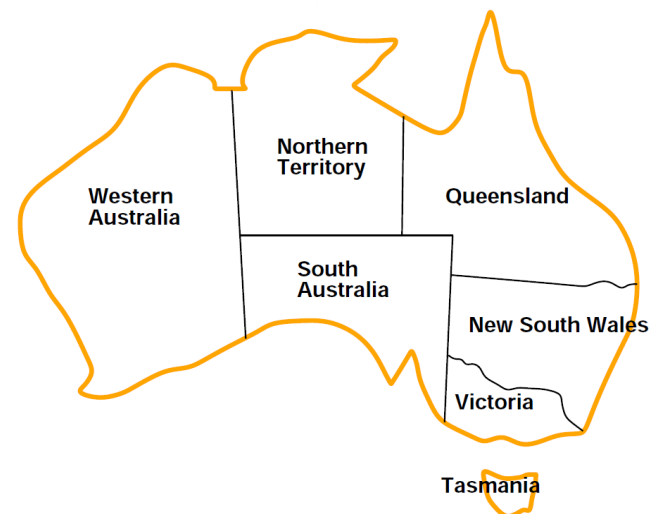 Northern
Territory
Western
Australia
Queensland
South
Australia
New South Wales
Victoria
Tasmania